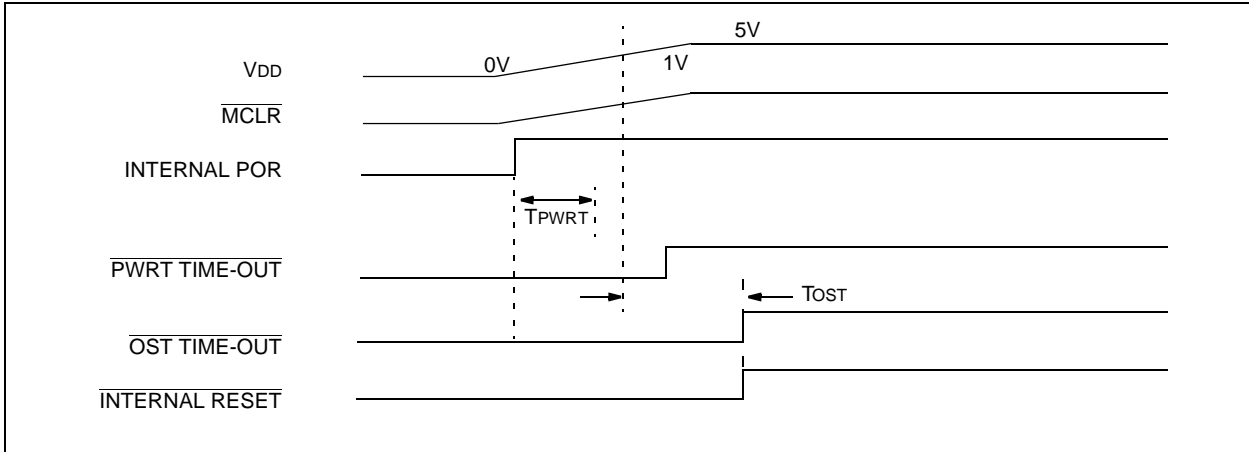 5V
VDD
0V
1V
MCLR
INTERNAL POR
TPWRT
PWRT TIME-OUT
TOST
OST TIME-OUT
INTERNAL RESET